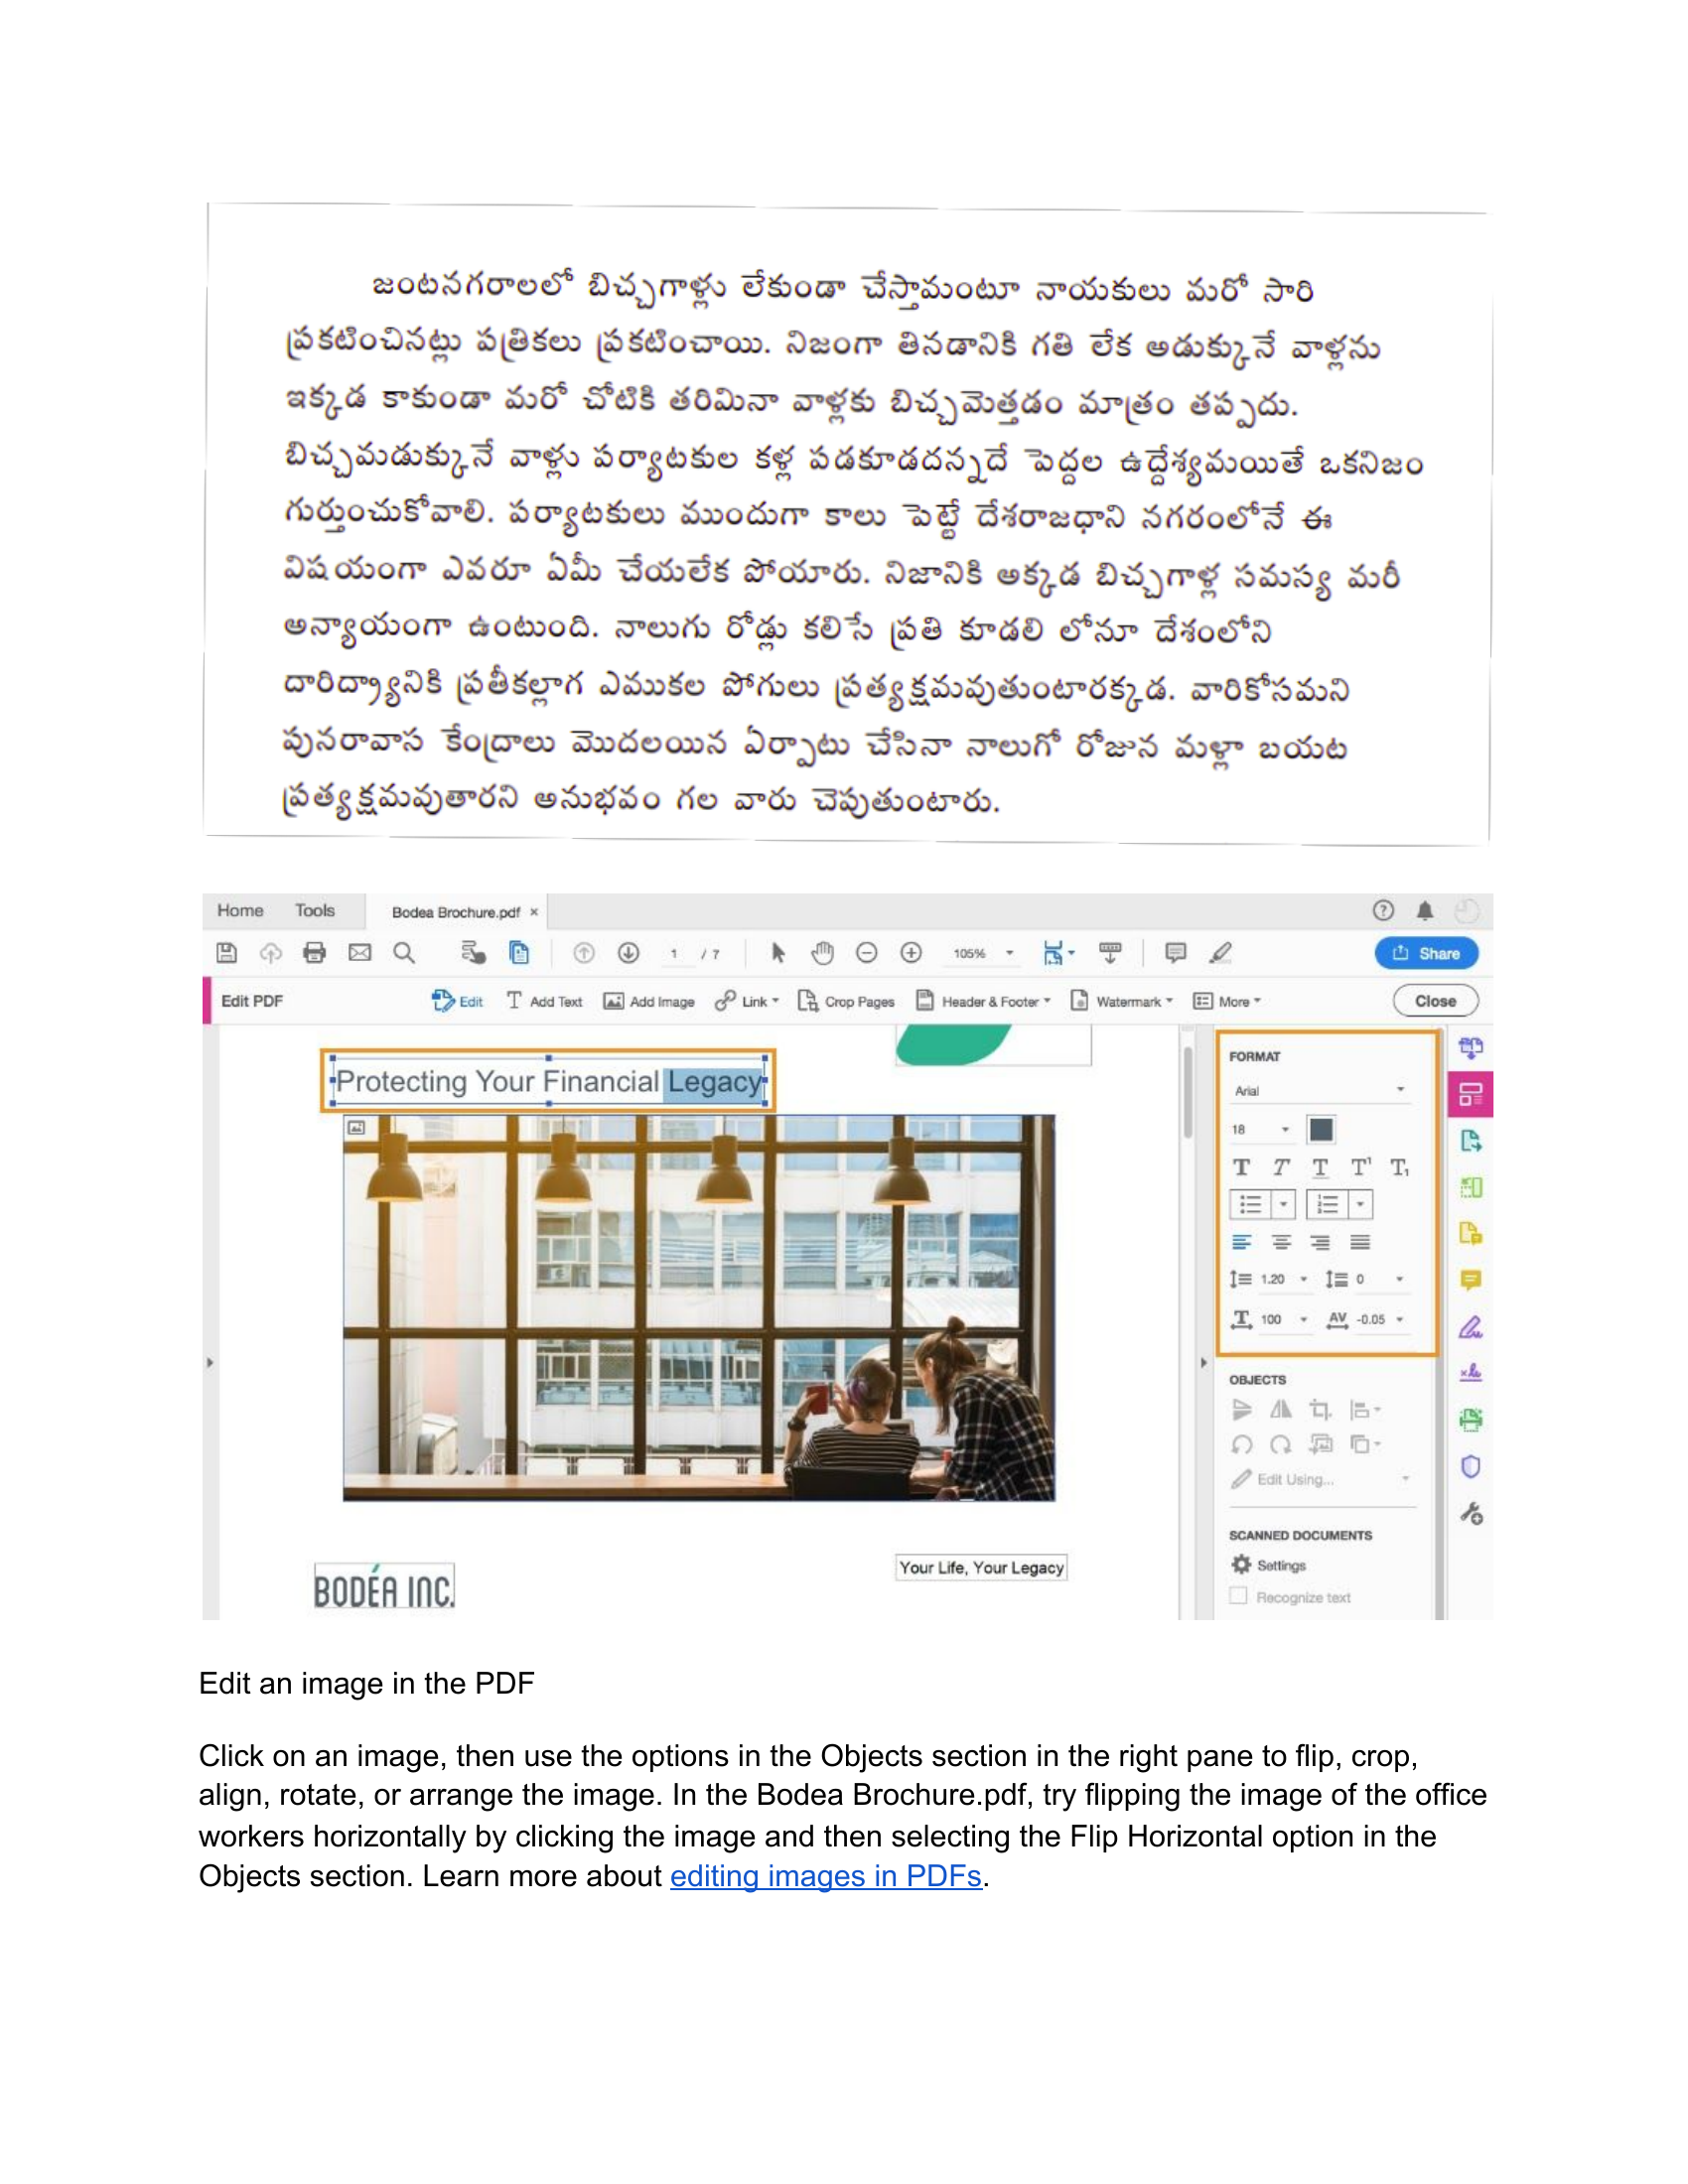 జంటనగరాలలో బిచ్చగాళ్లు లేకుండా చేస్తామంటూ నాయకులు మరో సారి
ప్రకటించినట్లు పత్రికలు ప్రకటించాయి. నిజంగా తినడానికి గతి లేక అడుక్కునే వాళ్లను
ఇక్కడ కాకుండా మరో చోటికి తరిమినా వాళ్లకు బిచ్చమెత్తడం మాత్రం తప్పదు.
బిచ్చమడుక్కునే వాళ్లు పర్యాటకుల కళ్ల పడకూడదన్నదే పెద్దల ఉద్దేశ్యమయితే ఒకనిజం
గుర్తుంచుకోవాలి. పర్యాటకులు ముందుగా కాలు పెట్టే దేశరాజధాని నగరంలోనే ఈ
విషయంగా ఎవరూ ఏమీ చేయలేక పోయారు. నిజానికి అక్కడ బిచ్చగాళ్ల సమస్య మరీ
అన్యాయంగా ఉంటుంది. నాలుగు రోడ్లు కలిసే ప్రతి కూడలి లోనూ దేశంలోని
దారిద్ర్యానికి ప్రతీకల్లాగ ఎముకల పోగులు ప్రత్యక్షమవుతుంటారక్కడ. వారికోసమని
పునరావాస కేంద్రాలు మొదలయిన ఏర్పాటు చేసినా నాలుగో రోజున మళ్లా బయట
ప్రత్యక్షమవుతారని అనుభవం గల వారు చెపుతుంటారు.
Home Tools Bodea Brochure.pdf ×
1 / 7 105% Share
Edit PDF Edit Add Text Add Image Link Crop Pages Header & Footer Watermark More Close
Protecting Your Financial Legacy
BODÉA INC.
Your Life, Your Legacy
FORMAT
Arial
18
T T T T¹ T₁
1.20 0
T 100 AV -0.05
OBJECTS
Edit Using...
SCANNED DOCUMENTS
Settings
Recognize text
Edit an image in the PDF
Click on an image, then use the options in the Objects section in the right pane to flip, crop,
align, rotate, or arrange the image. In the Bodea Brochure.pdf, try flipping the image of the office
workers horizontally by clicking the image and then selecting the Flip Horizontal option in the
Objects section. Learn more about editing images in PDFs.